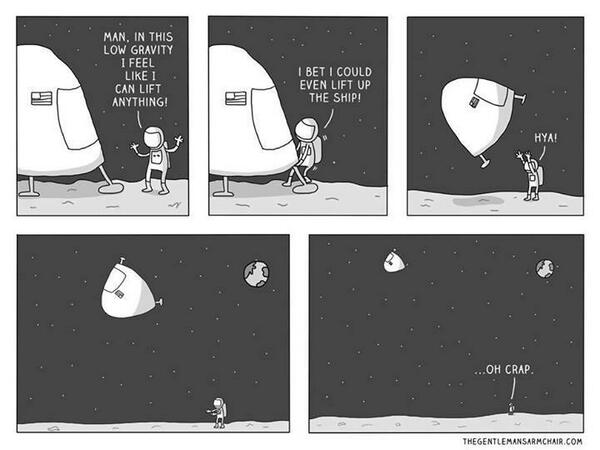 MAN, IN THIS
LOW GRAVITY
I FEEL
LIKE I
CAN LIFT
ANYTHING!
I BET I COULD
EVEN LIFT UP
THE SHIP!
HYA!
...OH CRAP.
THEGENTLEMANSARMCHAIR.COM